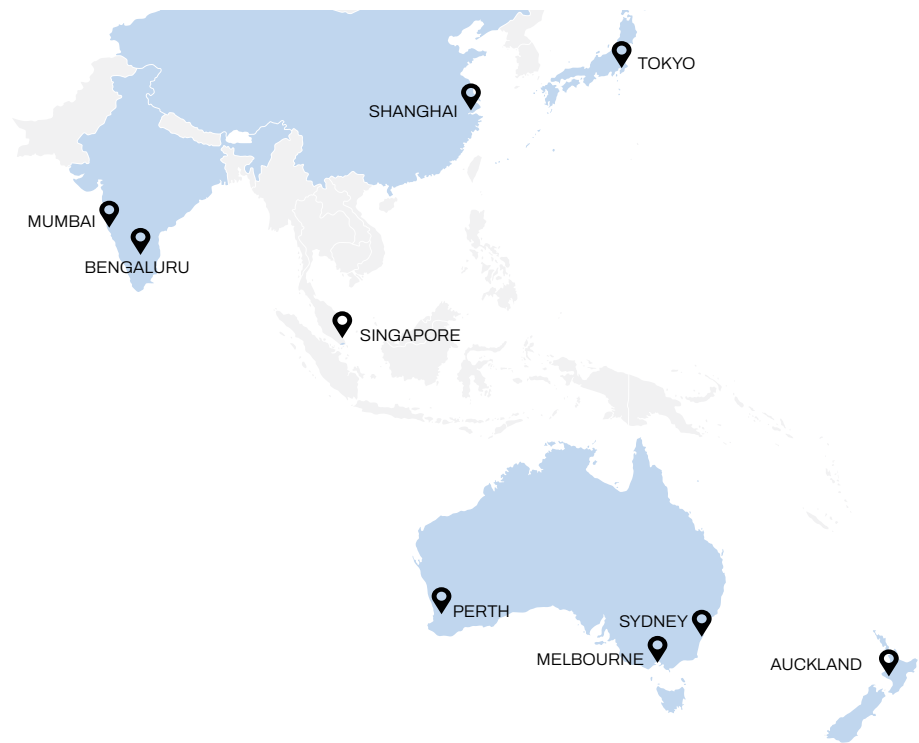 TOKYO
SHANGHAI
MUMBAI
BENGALURU
SINGAPORE
PERTH
SYDNEY
MELBOURNE
AUCKLAND